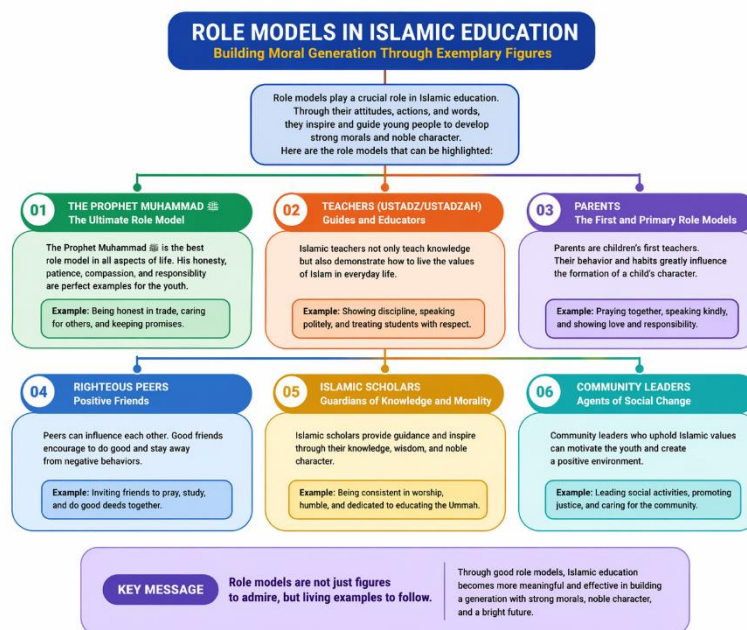 ROLE MODELS IN ISLAMIC EDUCATION
Building Moral Generation Through Exemplary Figures
Role models play a crucial role in Islamic education.
Through their attitudes, actions, and words,
they inspire and guide young people to develop
strong morals and noble character.
Here are the role models that can be highlighted:
01
THE PROPHET MUHAMMAD ﷺ
The Ultimate Role Model
The Prophet Muhammad ﷺ is the best
role model in all aspects of life. His honesty,
patience, compassion, and responsiblity
are perfect examples for the youth.
Example: Being honest in trade, caring
for others, and keeping promises.
02
TEACHERS (USTADZ/USTADZAH)
Guides and Educators
Islamic teachers not only teach knowledge
but also demonstrate how to live the values
of Islam in everyday life.
Example: Showing discipline, speaking
politely, and treating students with respect.
03
PARENTS
The First and Primary Role Models
Parents are children's first teachers.
Their behavior and habits greatly influence
the formation of a child's character.
Example: Praying together, speaking kindly,
and showing love and responsibility.
04
RIGHTEOUS PEERS
Positive Friends
Peers can influence each other. Good friends
encourage to do good and stay away
from negative behaviors.
Example: Inviting friends to pray, study,
and do good deeds together.
05
ISLAMIC SCHOLARS
Guardians of Knowledge and Morality
Islamic scholars provide guidance and inspire
through their knowledge, wisdom, and noble
character.
Example: Being consistent in worship,
humble, and dedicated to educating the Ummah.
06
COMMUNITY LEADERS
Agents of Social Change
Community leaders who uphold Islamic values
can motivate the youth and create
a positive environment.
Example: Leading social activities, promoting
justice, and caring for the community.
KEY MESSAGE
Role models are not just figures
to admire, but living examples to follow.
Through good role models, Islamic education
becomes more meaningful and effective in building
a generation with strong morals, noble character,
and a bright future.